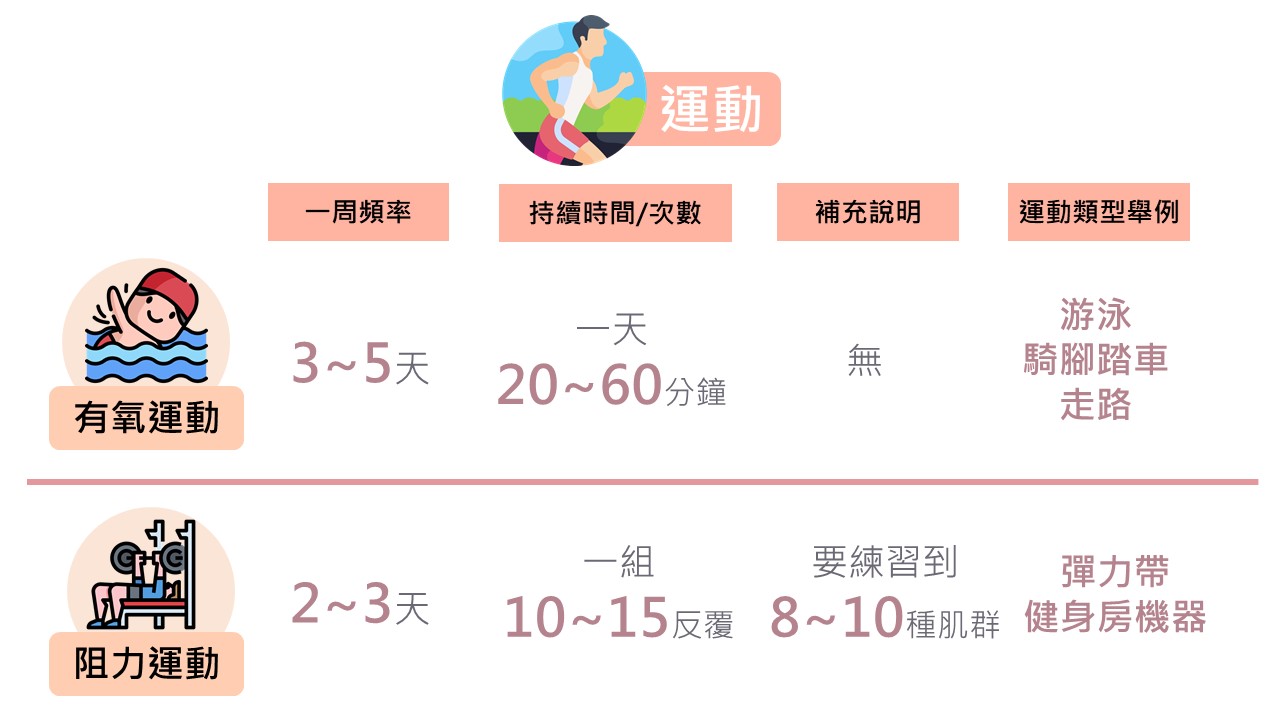 運動
一周頻率
持續時間/次數
補充說明
運動類型舉例
有氧運動
3~5天
一天
20~60分鐘
無
游泳
騎腳踏車
走路
阻力運動
2~3天
一組
10~15反覆
要練習到
8~10種肌群
彈力帶
健身房機器